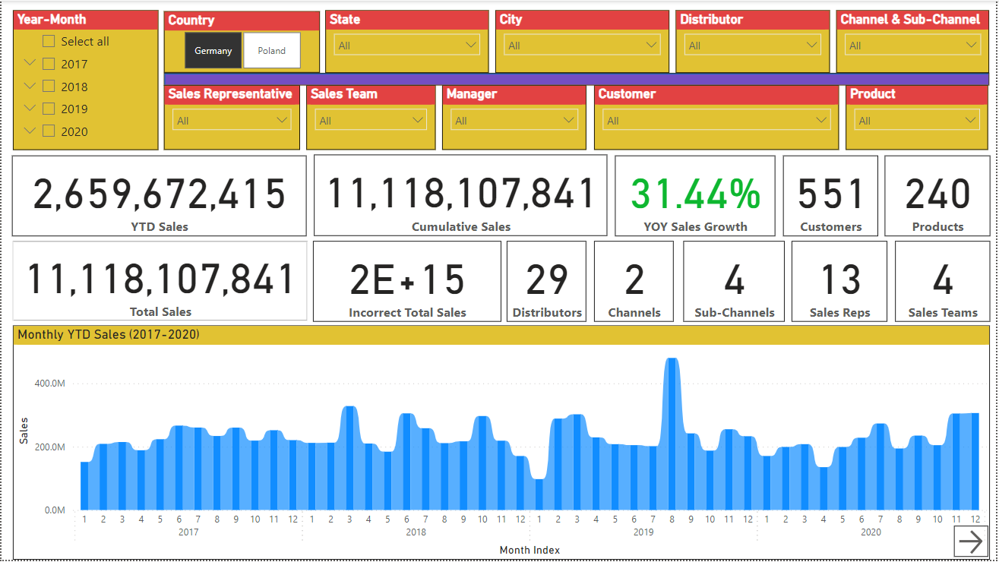 Year-Month
Select all
2017
2018
2019
2020
Country
Germany
Poland
State
All
City
All
Distributor
All
Channel & Sub-Channel
All
Sales Representative
All
Sales Team
All
Manager
All
Customer
All
Product
All
2,659,672,415
YTD Sales
11,118,107,841
Cumulative Sales
31.44%
YOY Sales Growth
551
Customers
240
Products
11,118,107,841
Total Sales
2E+15
Incorrect Total Sales
29
Distributors
2
Channels
4
Sub-Channels
13
Sales Reps
4
Sales Teams
Monthly YTD Sales (2017-2020)
Sales
400.0M
200.0M
0.0M
1 2 3 4 5 6 7 8 9 10 11 12 1 2 3 4 5 6 7 8 9 10 11 12 1 2 3 4 5 6 7 8 9 10 11 12 1 2 3 4 5 6 7 8 9 10 11 12
2017 2018 2019 2020
Month Index